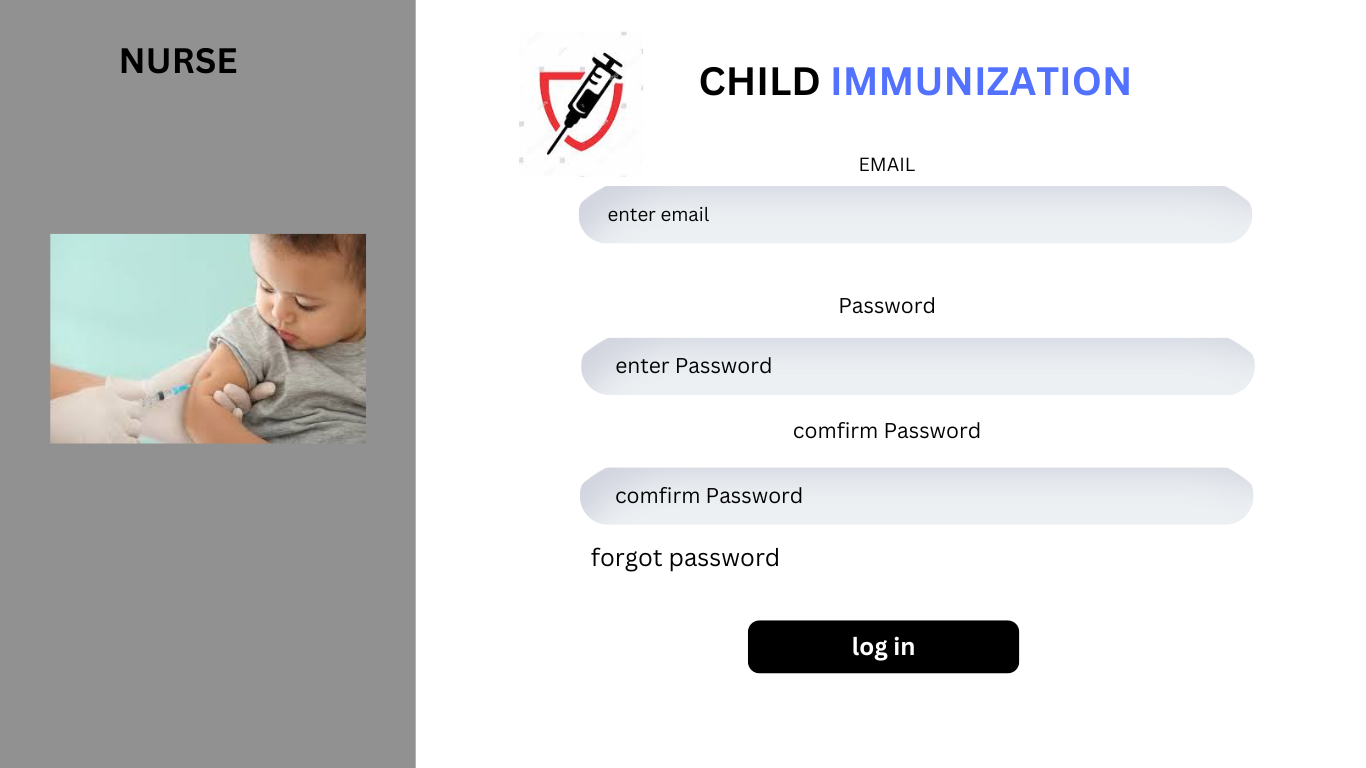 NURSE
CHILD IMMUNIZATION
EMAIL
enter email
Password
enter Password
comfirm Password
comfirm Password
forgot password
log in